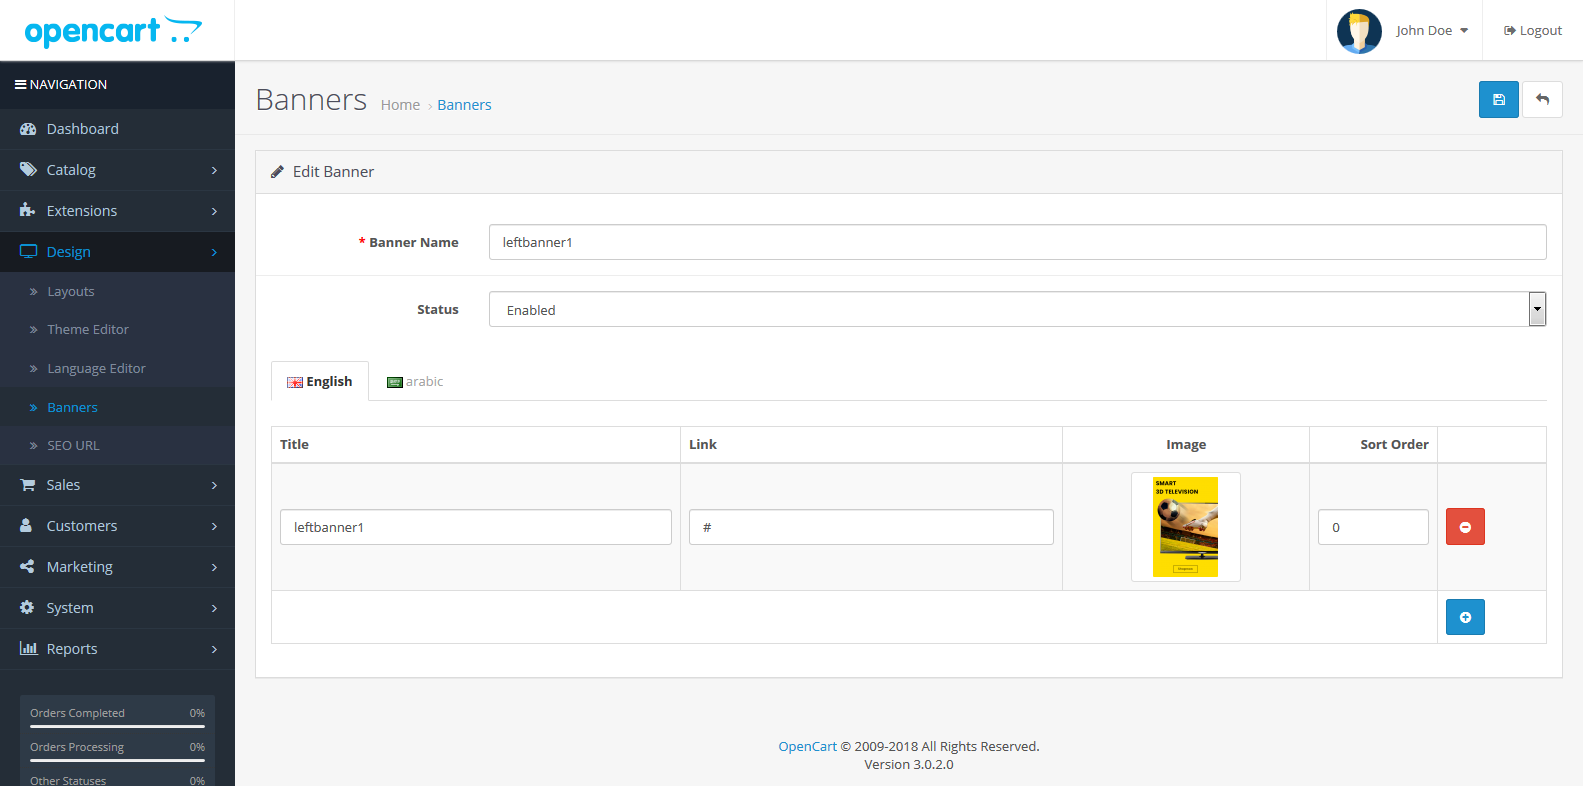 opencart
John Doe
Logout
NAVIGATION
Dashboard
Catalog
Extensions
Design
Layouts
Theme Editor
Language Editor
Banners
SEO URL
Sales
Customers
Marketing
System
Reports
Orders Completed 0%
Orders Processing 0%
Other Statuses 0%
Banners Home › Banners
Edit Banner
* Banner Name leftbanner1
Status Enabled
English arabic
Title Link Image Sort Order
leftbanner1 # 0
SMART
3D TELEVISION
OpenCart © 2009-2018 All Rights Reserved.
Version 3.0.2.0